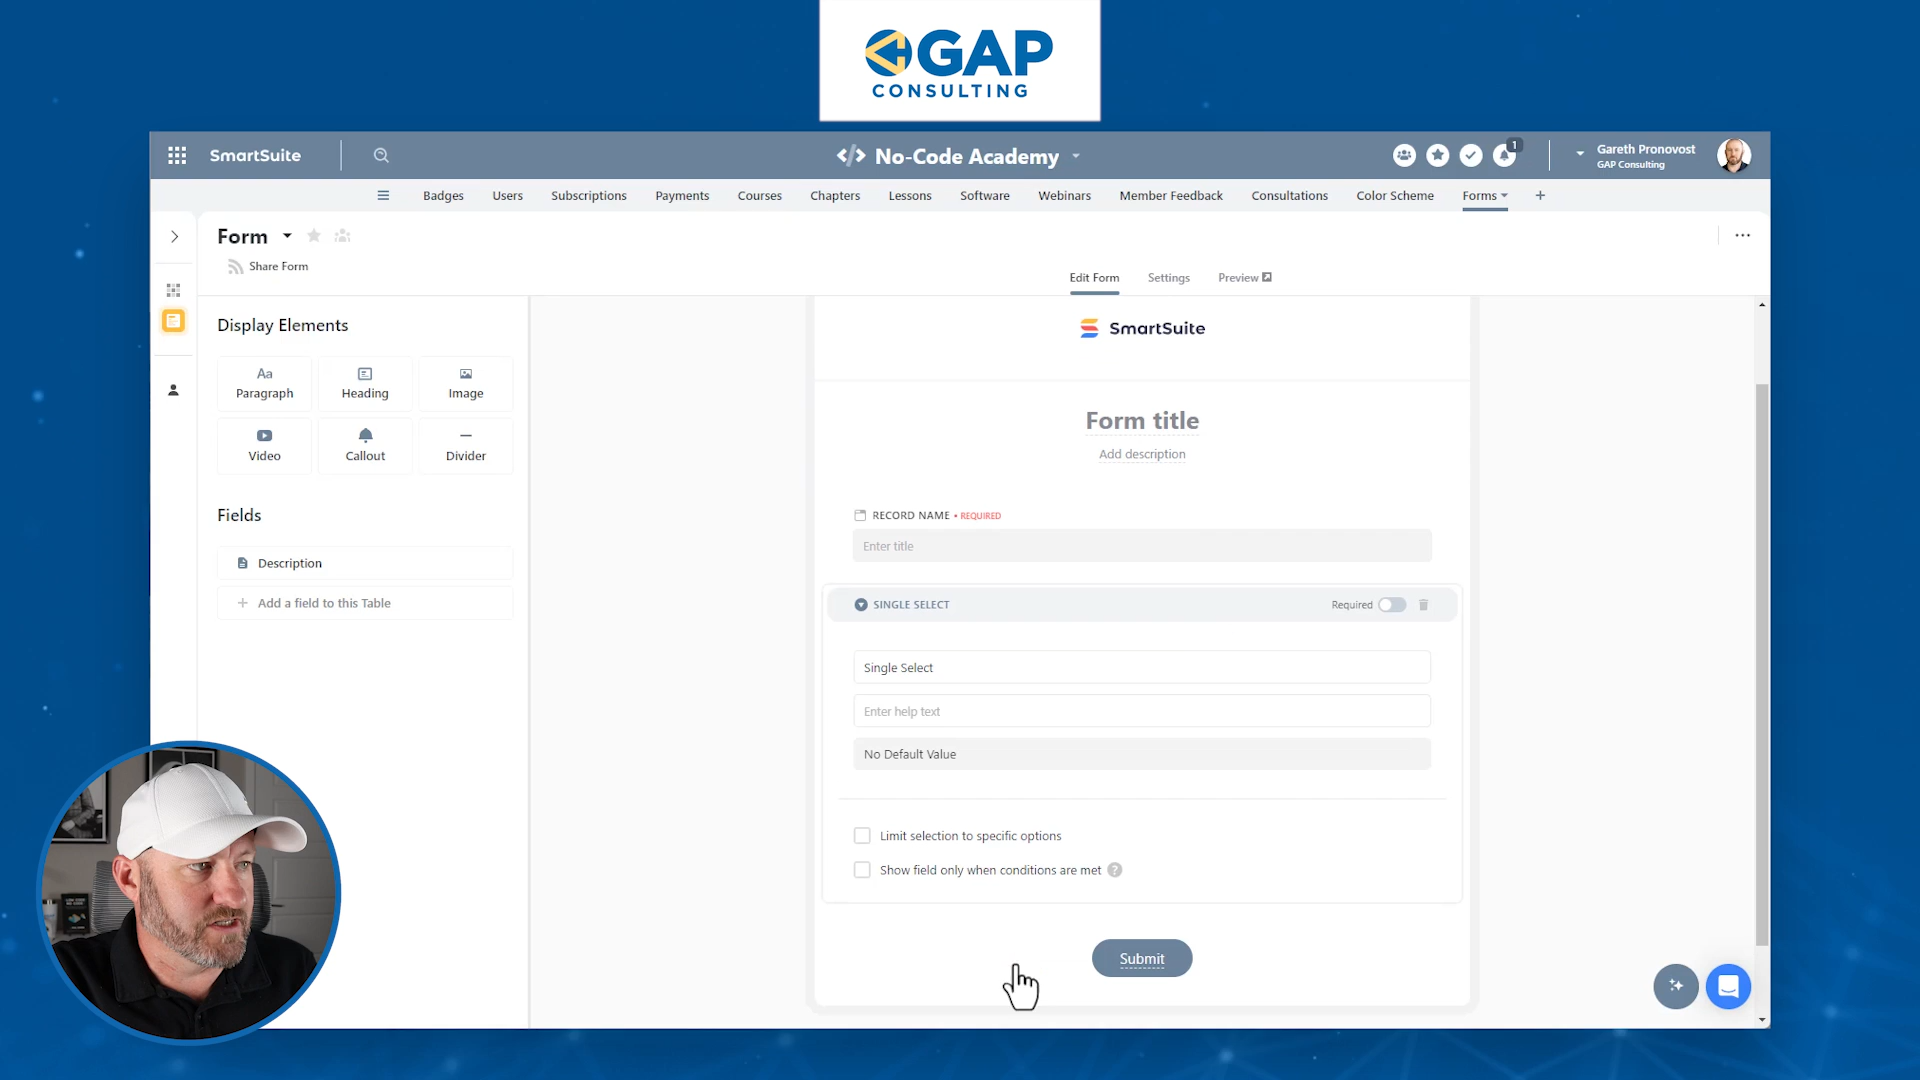 GAP
CONSULTING
SmartSuite
No-Code Academy
1
Gareth Pronovost
GAP Consulting
Badges
Users
Subscriptions
Payments
Courses
Chapters
Lessons
Software
Webinars
Member Feedback
Consultations
Color Scheme
Forms
Form
Share Form
Edit Form
Settings
Preview
Display Elements
Aa
Paragraph
Heading
Image
Video
Callout
Divider
Fields
Description
Add a field to this Table
SmartSuite
Form title
Add description
RECORD NAME • REQUIRED
Enter title
SINGLE SELECT
Required
Single Select
Enter help text
No Default Value
Limit selection to specific options
Show field only when conditions are met ?
Submit